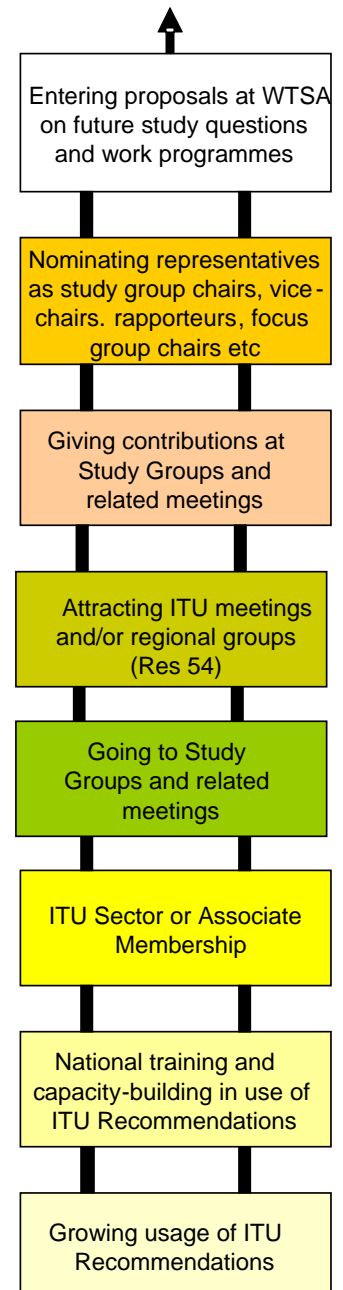 Entering proposals at WTSA
on future study questions
and work programmes
Nominating representatives
as study group chairs, vice-
chairs. rapporteurs, focus
group chairs etc
Giving contributions at
Study Groups and
related meetings
Attracting ITU meetings
and/or regional groups
(Res 54)
Going to Study
Groups and related
meetings
ITU Sector or Associate
Membership
National training and
capacity-building in use of
ITU Recommendations
Growing usage of ITU
Recommendations